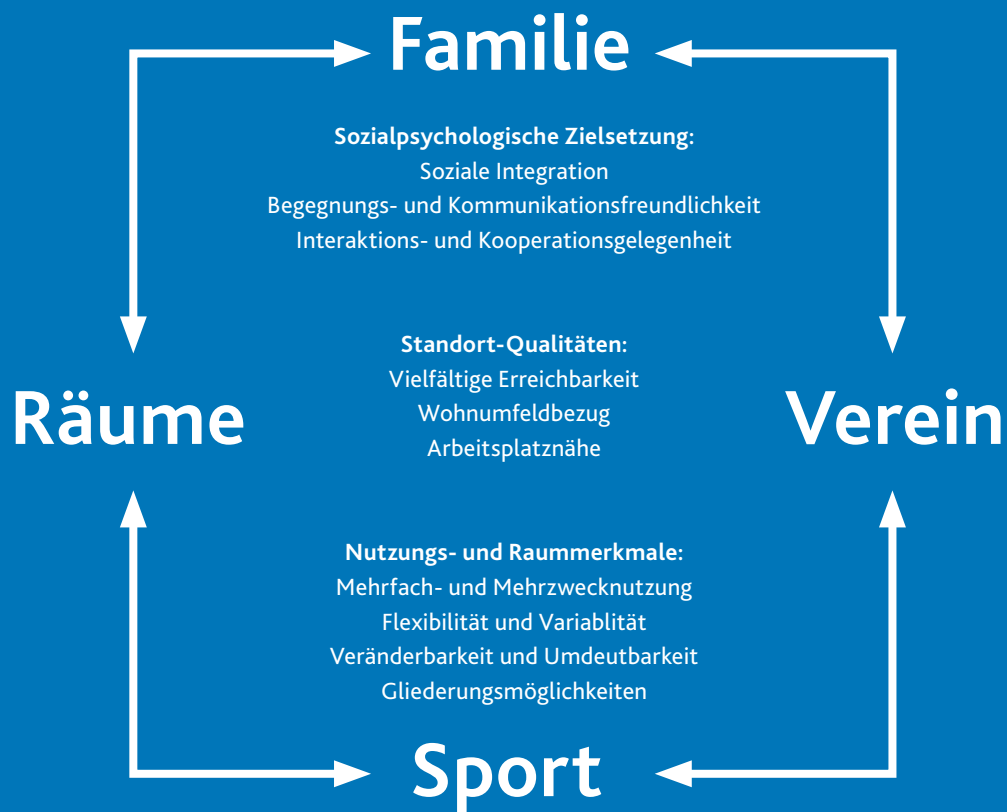 Familie
Sozialpsychologische Zielsetzung:
Soziale Integration
Begegnungs- und Kommunikationsfreundlichkeit
Interaktions- und Kooperationsgelegenheit
Standort-Qualitäten:
Vielfältige Erreichbarkeit
Wohnumfeldbezug
Arbeitsplatznähe
Räume
Verein
Nutzungs- und Raummerkmale:
Mehrfach- und Mehrzwecknutzung
Flexibilität und Variablität
Veränderbarkeit und Umdeutbarkeit
Gliederungsmöglichkeiten
Sport